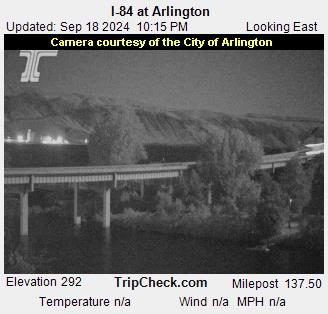 I-84 at Arlington
Updated: Sep 18 2024 10:15 PM Looking East
Camera courtesy of the City of Arlington
Elevation 292 TripCheck.com Milepost 137.50
Temperature n/a Wind n/a MPH n/a